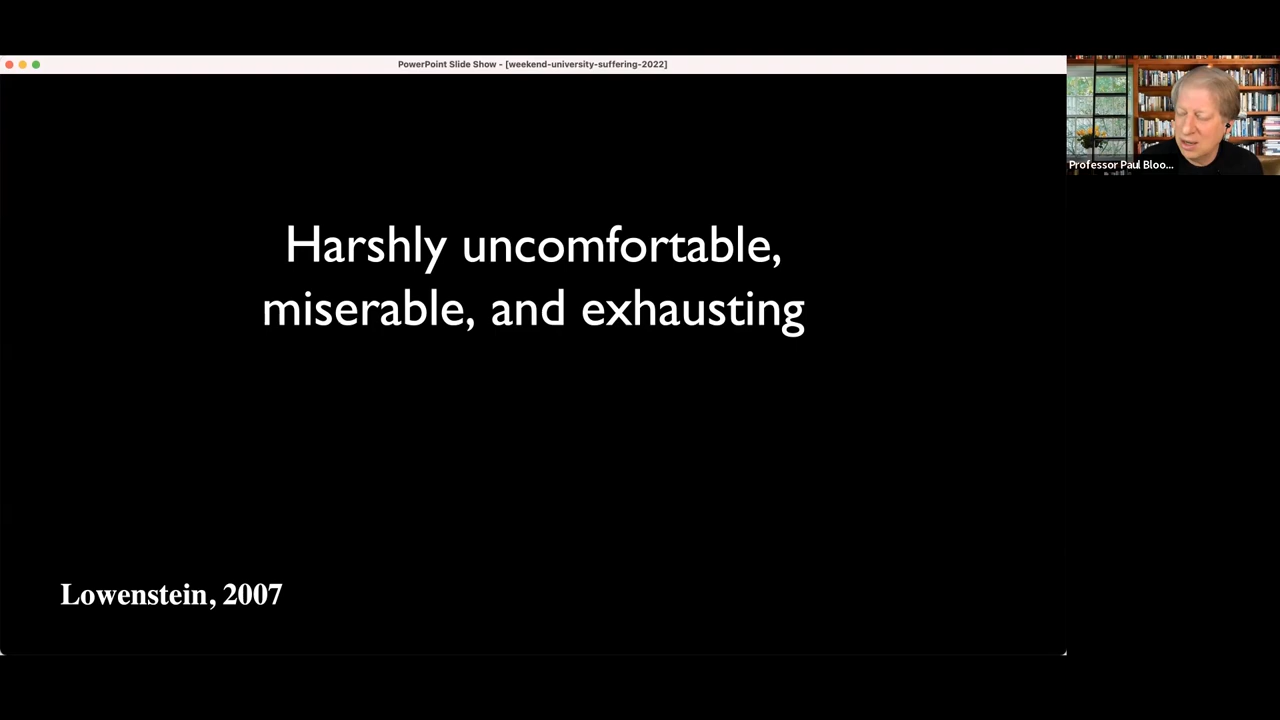 PowerPoint Slide Show - [weekend-university-suffering-2022]
Professor Paul Bloo...
Harshly uncomfortable,
miserable, and exhausting
Lowenstein, 2007